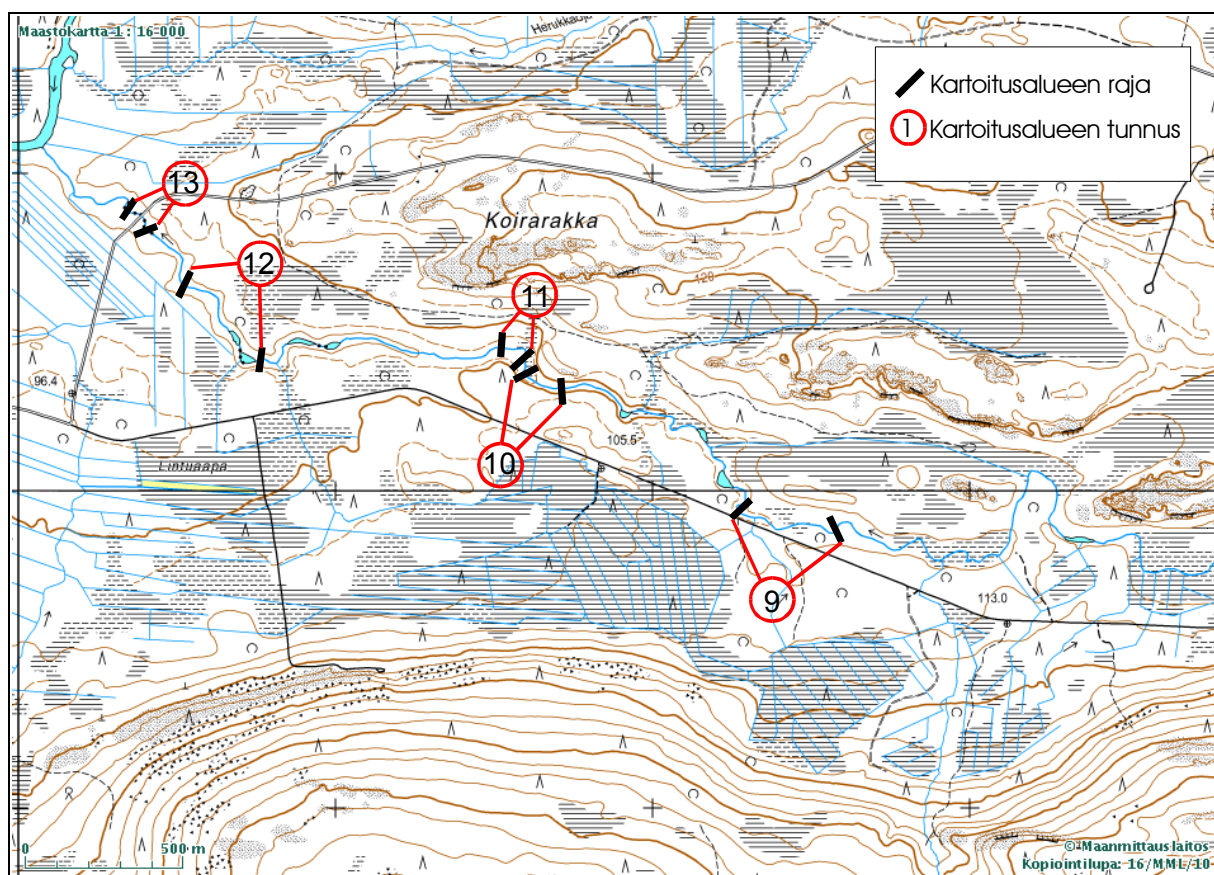 Maastokartta 1 : 16 000
Kartoitusalueen raja
1 Kartoitusalueen tunnus
13
Koirarakka
12
120
11
96.4
105.5
10
Lintuaapa
9
113.0
0 500 m
© Maanmittauslaitos
Kopiointilupa: 16/MML/10